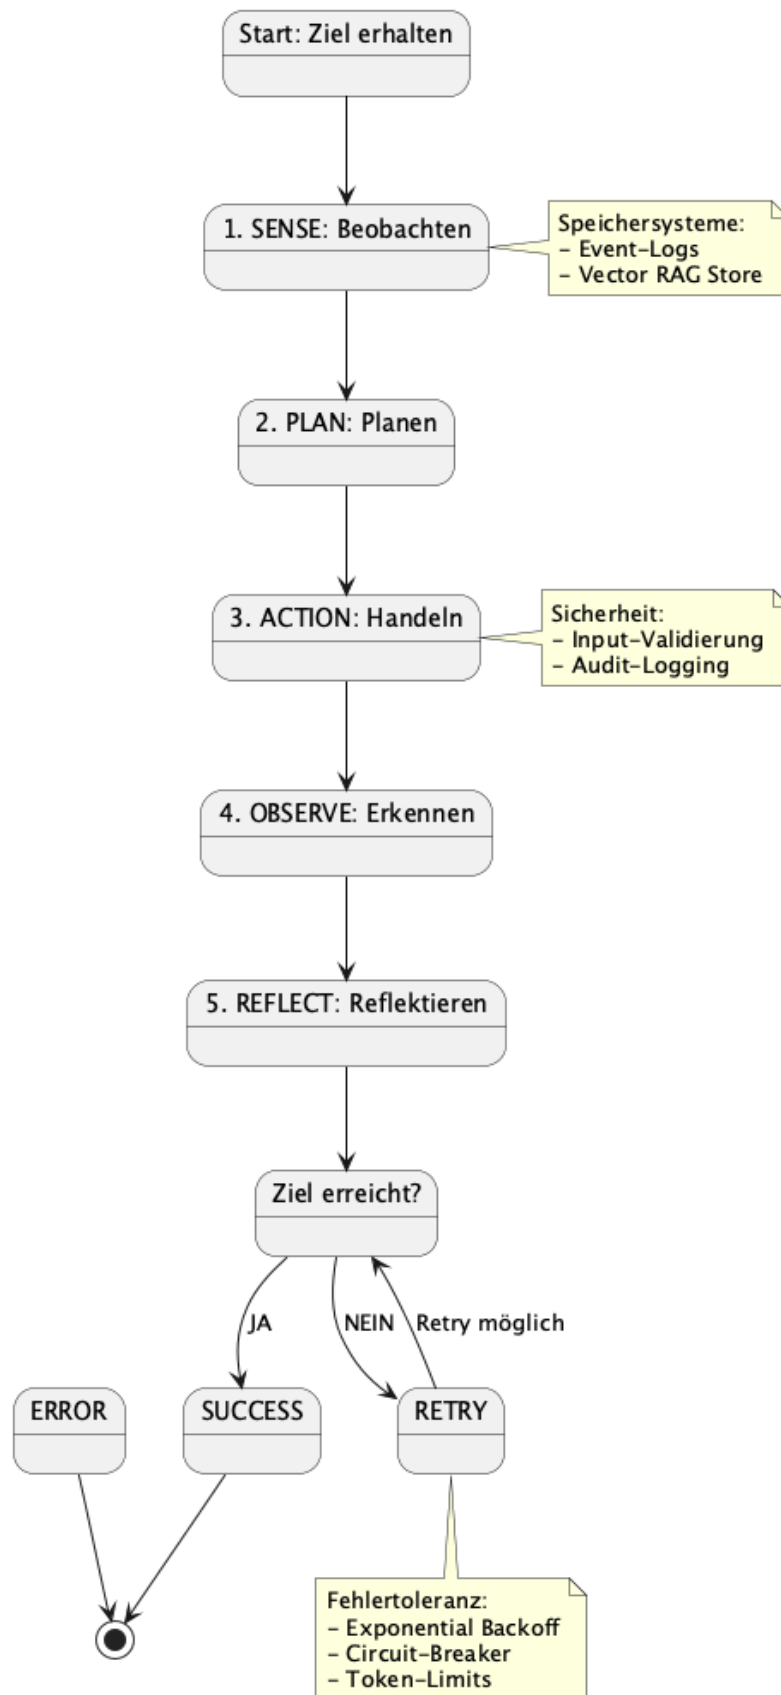 Start: Ziel erhalten
1. SENSE: Beobachten
Speichersysteme:
- Event-Logs
- Vector RAG Store
2. PLAN: Planen
3. ACTION: Handeln
Sicherheit:
- Input-Validierung
- Audit-Logging
4. OBSERVE: Erkennen
5. REFLECT: Reflektieren
Ziel erreicht?
JA
NEIN
Retry möglich
ERROR
SUCCESS
RETRY
Fehlertoleranz:
- Exponential Backoff
- Circuit-Breaker
- Token-Limits